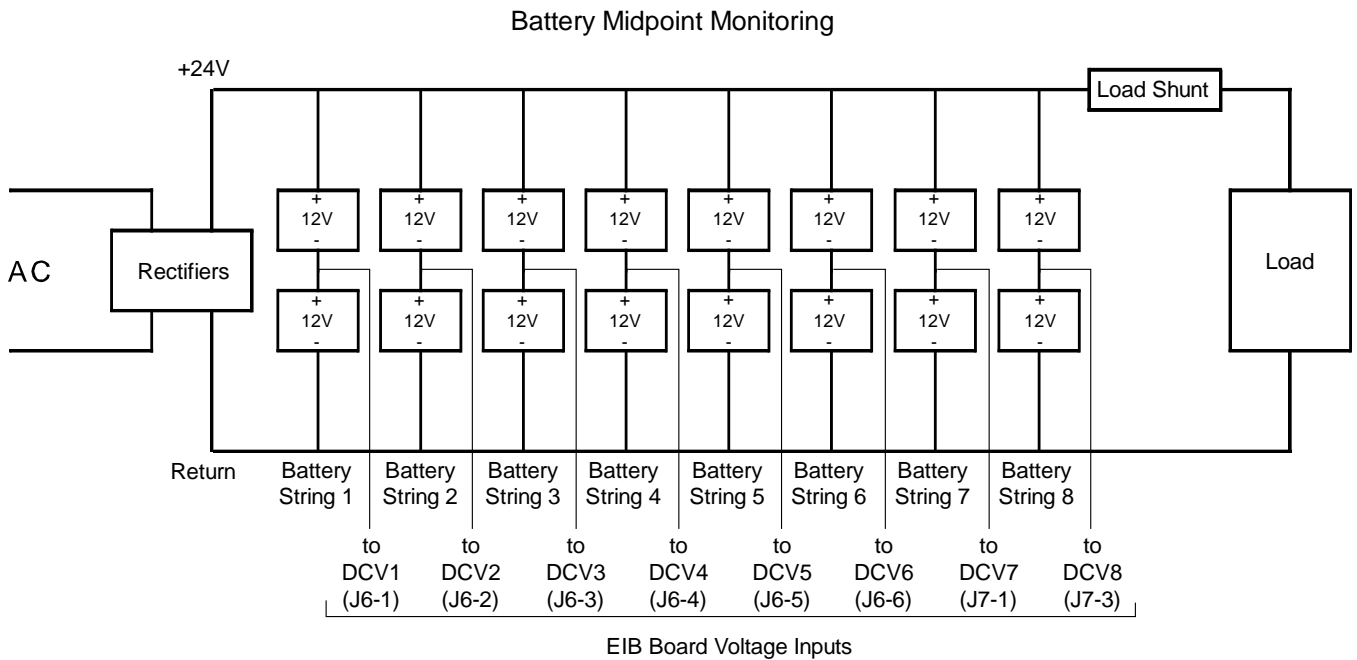 Battery Midpoint Monitoring
+24V
Load Shunt
+ + + + + + + +
12V 12V 12V 12V 12V 12V 12V 12V
- - - - - - - -
AC
Rectifiers
Load
+ + + + + + + +
12V 12V 12V 12V 12V 12V 12V 12V
- - - - - - - -
Return
Battery String 1
Battery String 2
Battery String 3
Battery String 4
Battery String 5
Battery String 6
Battery String 7
Battery String 8
to DCV1 (J6-1)
to DCV2 (J6-2)
to DCV3 (J6-3)
to DCV4 (J6-4)
to DCV5 (J6-5)
to DCV6 (J6-6)
to DCV7 (J7-1)
to DCV8 (J7-3)
EIB Board Voltage Inputs